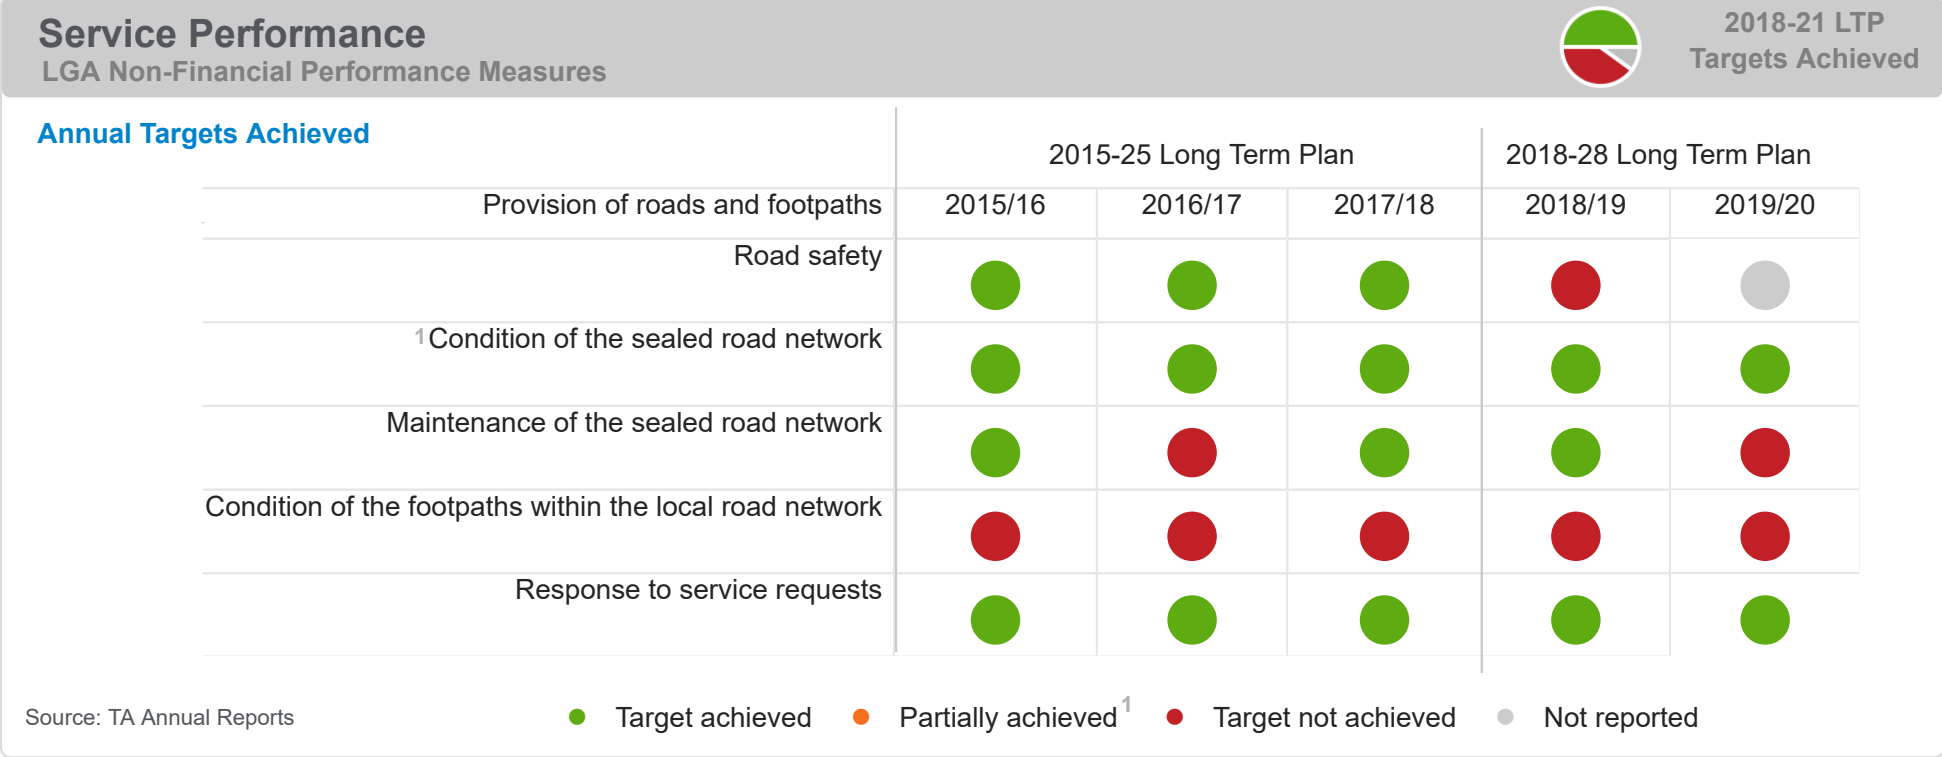 Service Performance
LGA Non-Financial Performance Measures
2018-21 LTP
Targets Achieved
Annual Targets Achieved
2015-25 Long Term Plan
2018-28 Long Term Plan
Provision of roads and footpaths 2015/16 2016/17 2017/18 2018/19 2019/20
Road safety
1 Condition of the sealed road network
Maintenance of the sealed road network
Condition of the footpaths within the local road network
Response to service requests
Source: TA Annual Reports
Target achieved Partially achieved 1 Target not achieved Not reported